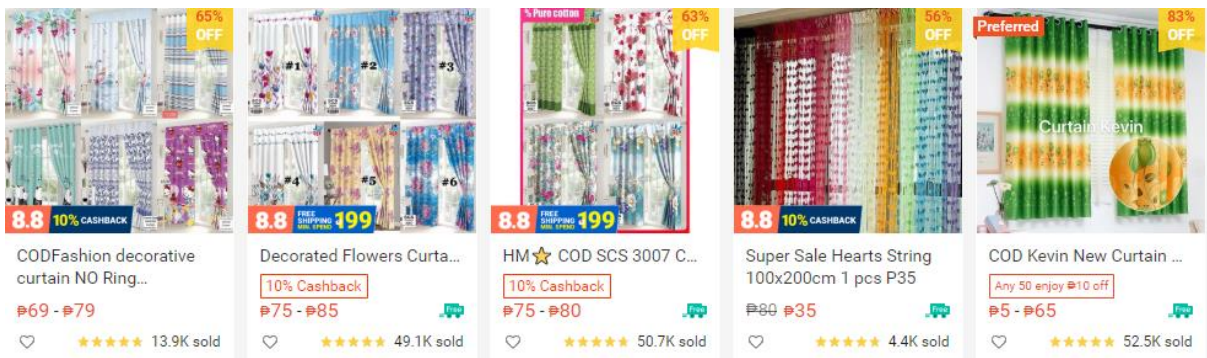 65%
OFF
8.8
10% CASHBACK
CODFashion decorative
curtain NO Ring...
₱69 - ₱79
13.9K sold
#1
#2
#3
#4
#5
#6
8.8
FREE
SHIPPING
MIN. SPEND
199
Decorated Flowers Curta...
10% Cashback
₱75 - ₱85
Free
49.1K sold
% Pure cotton
63%
OFF
8.8
FREE
SHIPPING
MIN. SPEND
199
HM⭐ COD SCS 3007 C...
10% Cashback
₱75 - ₱80
Free
50.7K sold
56%
OFF
8.8
10% CASHBACK
Super Sale Hearts String
100x200cm 1 pcs P35
₱80 ₱35
Free
4.4K sold
Preferred
83%
OFF
Curtain Kevin
COD Kevin New Curtain ...
Any 50 enjoy ₱10 off
₱5 - ₱65
Free
52.5K sold